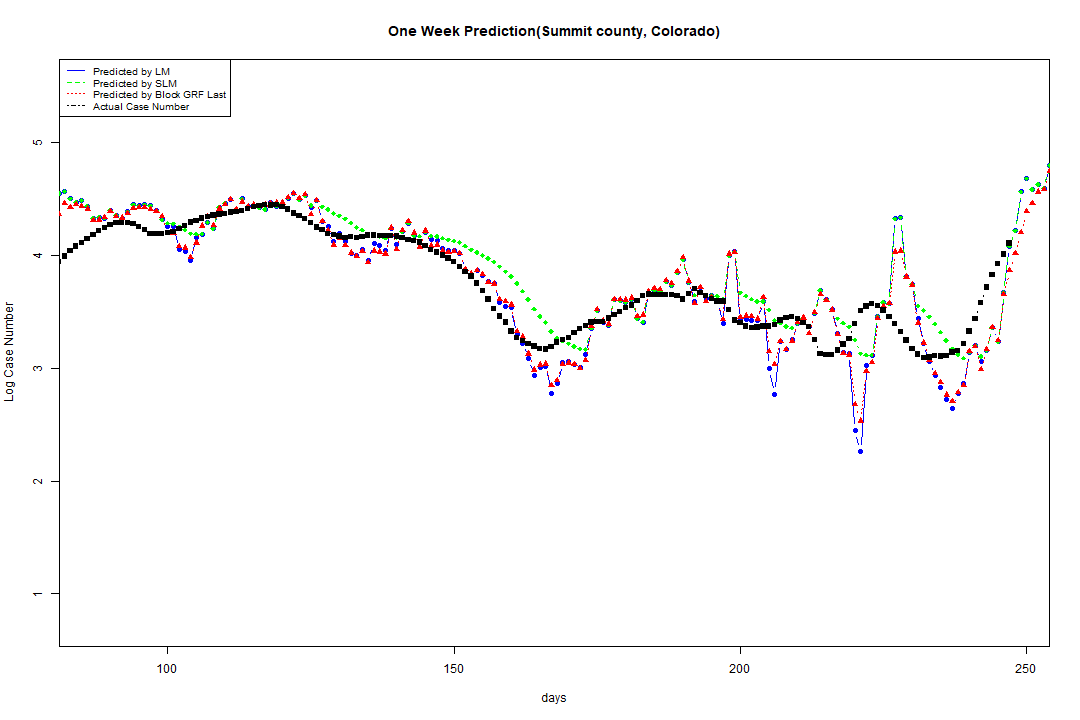 One Week Prediction(Summit county, Colorado)
Predicted by LM
Predicted by SLM
Predicted by Block GRF Last
Actual Case Number
5
4
3
2
1
Log Case Number
100 150 200 250
days